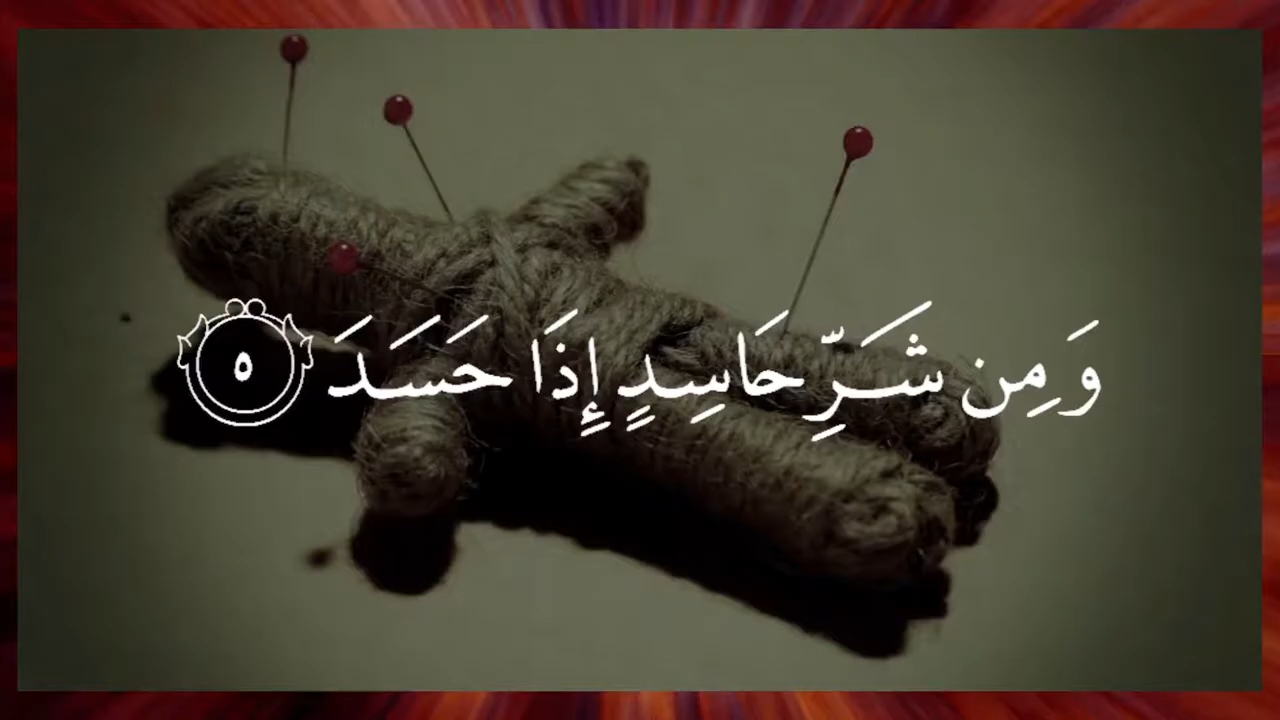 وَمِن شَرِّ حَاسِدٍ إِذَا حَسَدَ ٥